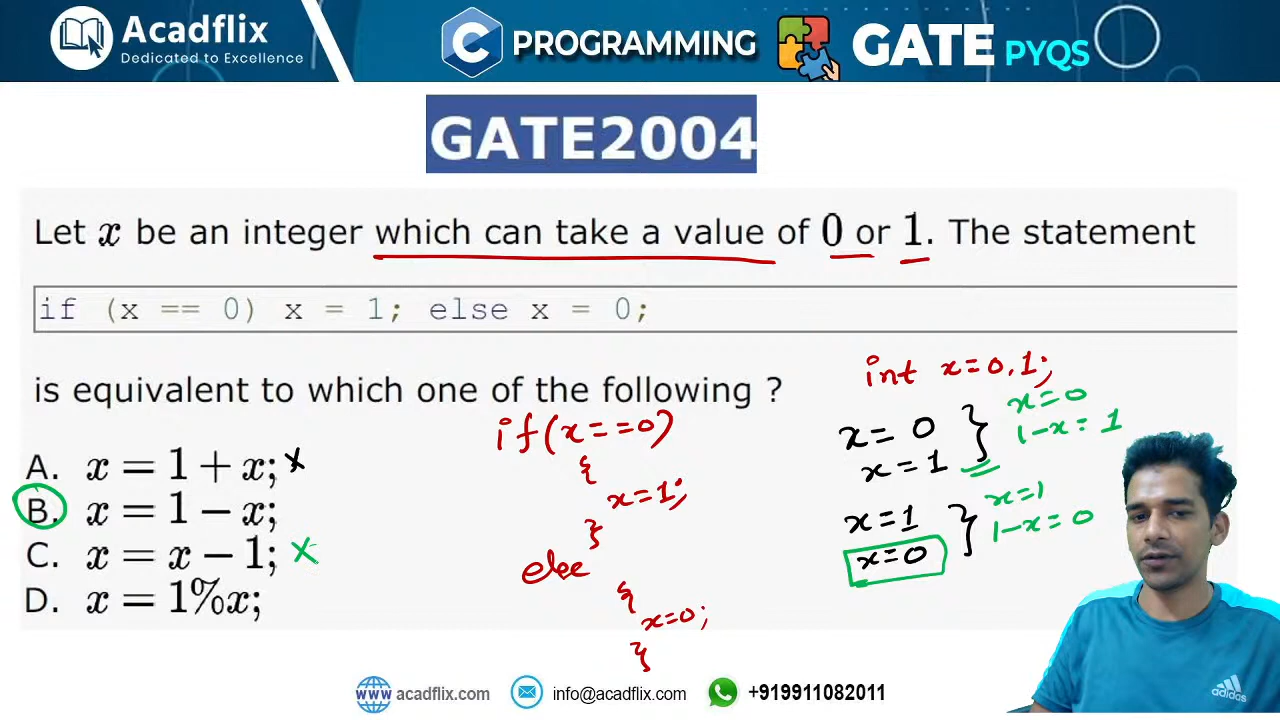 Acadflix
Dedicated to Excellence
C PROGRAMMING
GATE PYQS
GATE2004
Let x be an integer which can take a value of 0 or 1. The statement
if (x == 0) x = 1; else x = 0;
is equivalent to which one of the following ?
A. x = 1 + x; x
B. x = 1 − x;
C. x = x − 1; x
D. x = 1%x;
if(x==0)
{
x=1;
}
else
{
x=0;
}
int x=0,1;
x= 0 }
x=1
x=0
1-x= 1
x=1 }
x=0
x=1
1-x=0
adidas
www acadflix.com
info@acadflix.com
+919911082011